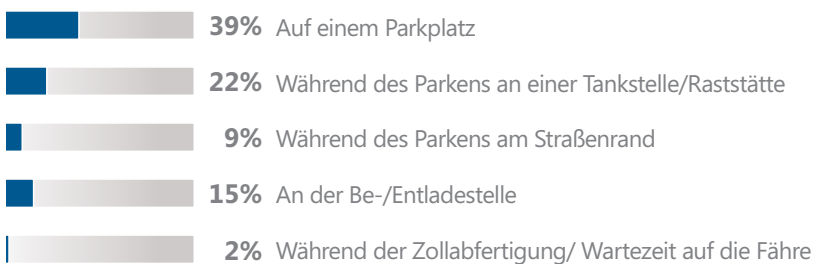 39% Auf einem Parkplatz
22% Während des Parkens an einer Tankstelle/Raststätte
9% Während des Parkens am Straßenrand
15% An der Be-/Entladestelle
2% Während der Zollabfertigung/ Wartezeit auf die Fähre